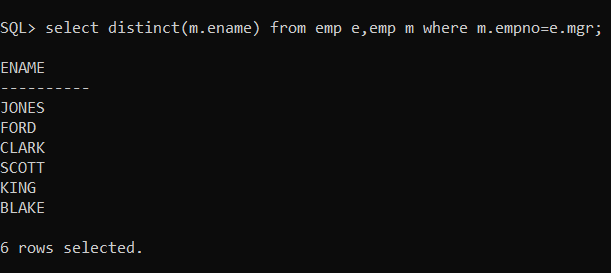 SQL> select distinct(m.ename) from emp e,emp m where m.empno=e.mgr;
ENAME
----------
JONES
FORD
CLARK
SCOTT
KING
BLAKE
6 rows selected.